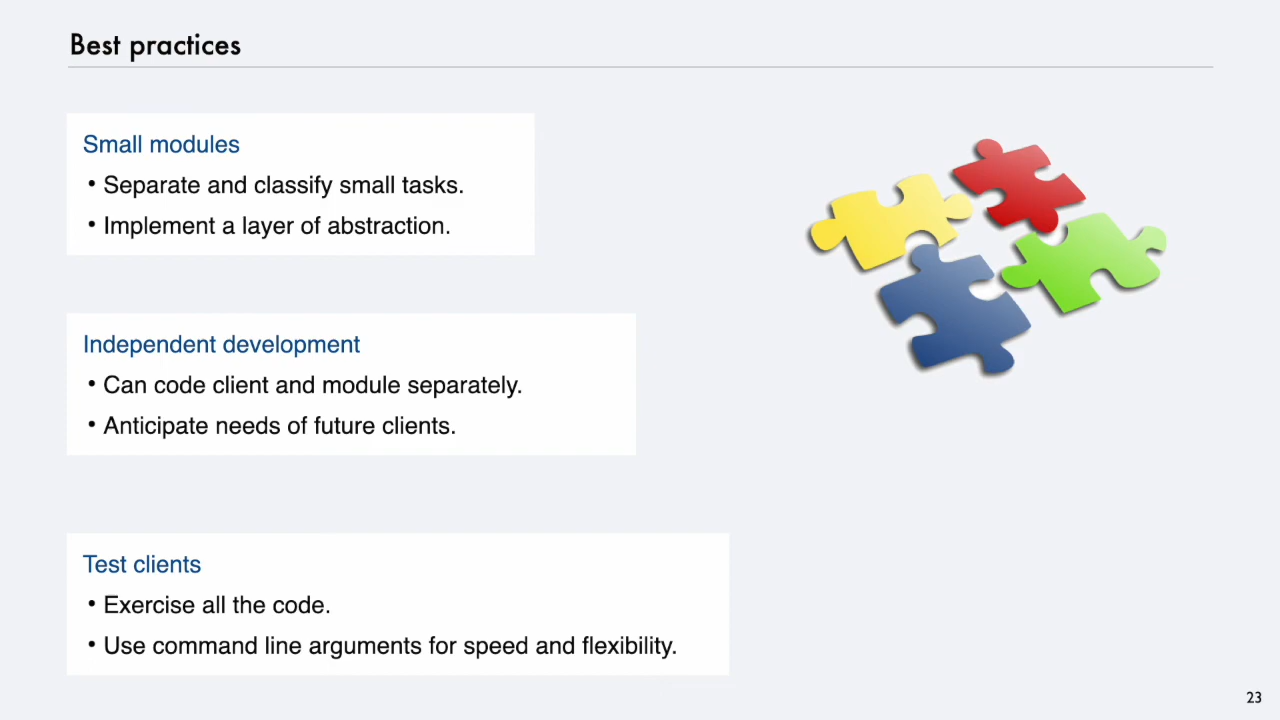 Best practices
Small modules
• Separate and classify small tasks.
• Implement a layer of abstraction.
Independent development
• Can code client and module separately.
• Anticipate needs of future clients.
Test clients
• Exercise all the code.
• Use command line arguments for speed and flexibility.
23